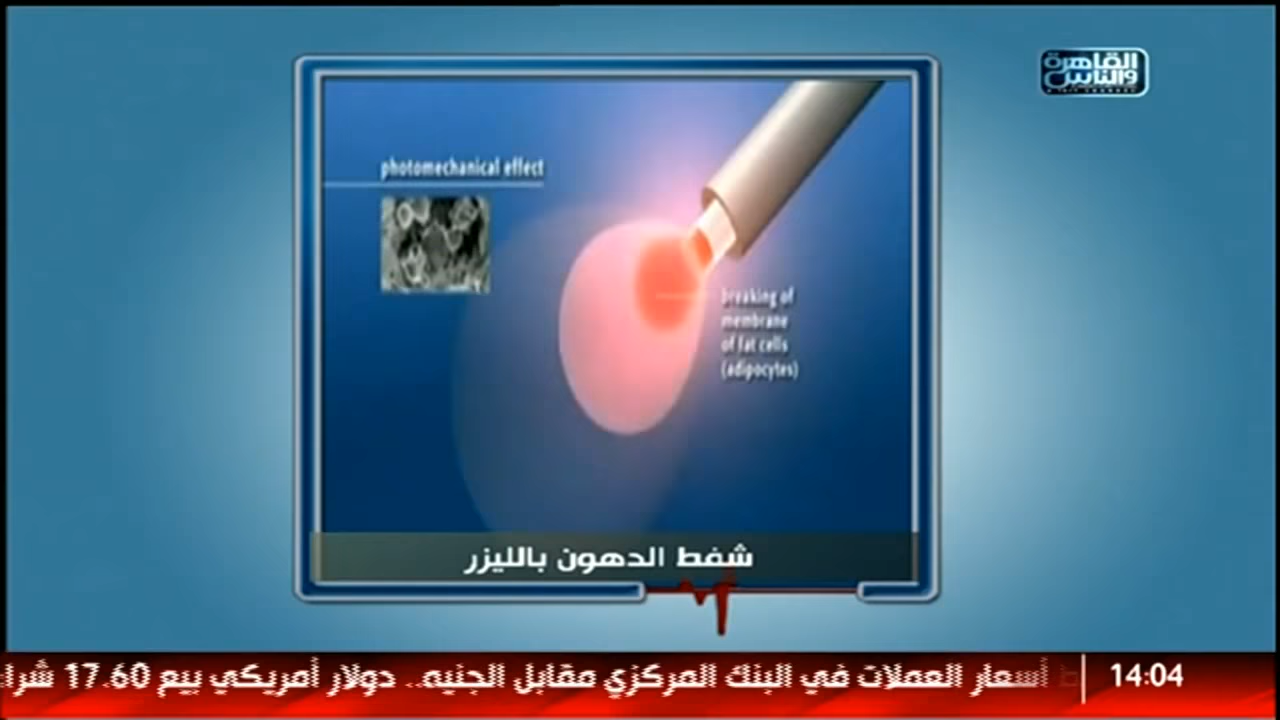 القاهرة
والناس
photomechanical effect
breaking of
membrane
of fat cells
(adipocytes)
شفط الدهون بالليزر
أسعار العملات في البنك المركزي مقابل الجنيه.. دولار أمريكي بيع 17.60 شراء
14:04